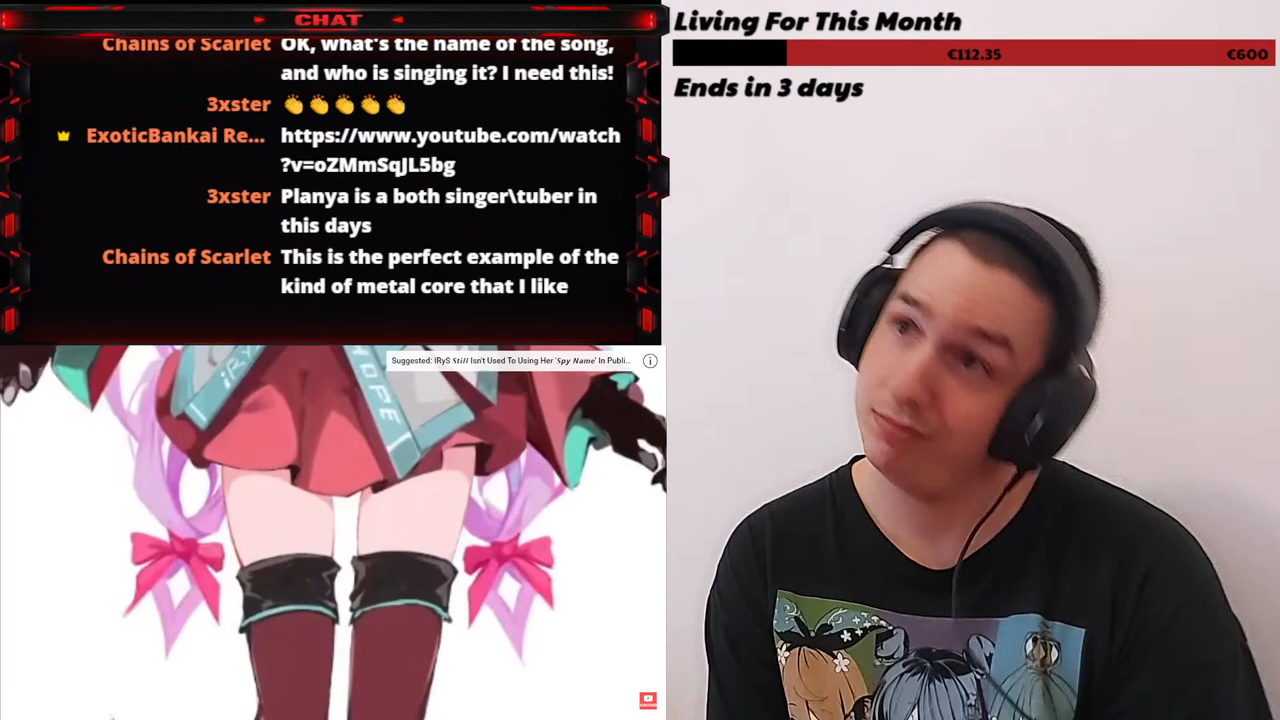 CHAT
Chains of Scarlet OK, what's the name of the song,
and who is singing it? I need this!
3xster 👏👏👏👏👏
ExoticBankai Re... https://www.youtube.com/watch
?v=oZMmSqJL5bg
3xster Planya is a both singer\tuber in
this days
Chains of Scarlet This is the perfect example of the
kind of metal core that I like
Living For This Month
€112.35 €600
Ends in 3 days
Suggested: IRyS Still Isn't Used To Using Her 'Spy Name' In Publi...
HOPE